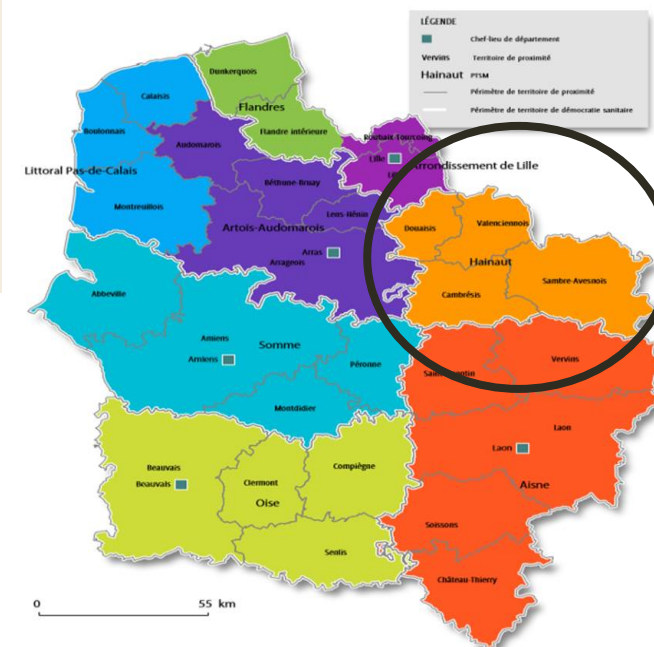 LÉGENDE
Chef-lieu de département
Vervins Territoire de proximité
Hainaut PTSM
Périmètre de territoire de proximité
Périmètre de territoire de démocratie sanitaire
Dunkerquois
Calaisis
Flandres
Boulonnais
Flandre intérieure
Audomarois
Roubaix-Tourcoing
Lille
Arrondissement de Lille
Littoral Pas-de-Calais
Béthune-Bruay
Montreuillois
Lens-Hénin
Artois-Audomarois
Douaisis
Valenciennois
Arras
Arrageois
Hainaut
Sambre-Avesnois
Cambrésis
Abbeville
Amiens
Somme
Amiens
Péronne
Vervins
Montdidier
Laon
Laon
Beauvais
Compiègne
Beauvais
Clermont
Oise
Aisne
Soissons
Senlis
Château-Thierry
0 55 km